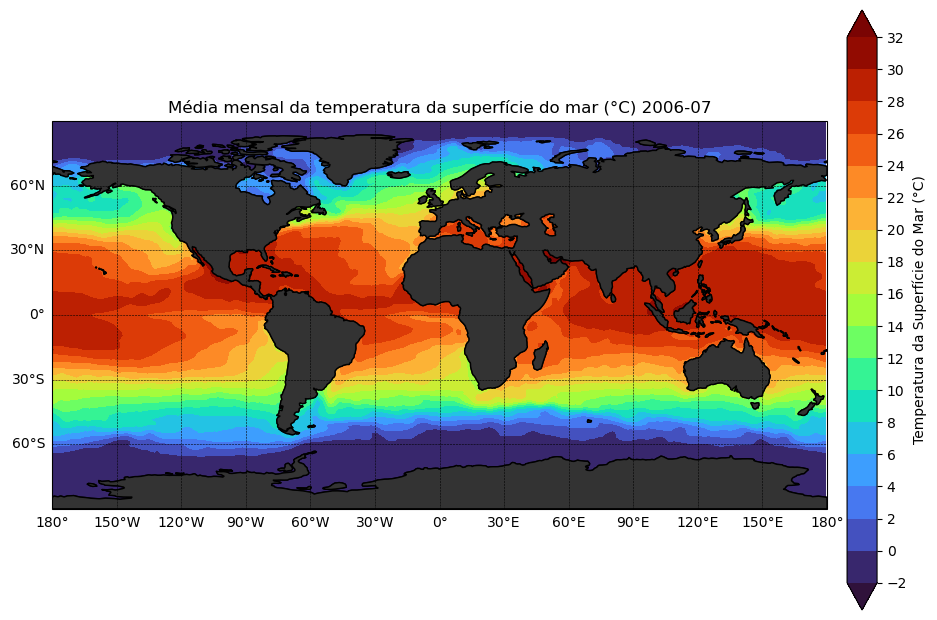 Média mensal da temperatura da superfície do mar (°C) 2006-07
60°N
30°N
0°
30°S
60°S
180° 150°W 120°W 90°W 60°W 30°W 0° 30°E 60°E 90°E 120°E 150°E 180°
32
30
28
26
24
22
20
18
16
14
12
10
8
6
4
2
0
−2
Temperatura da Superfície do Mar (°C)